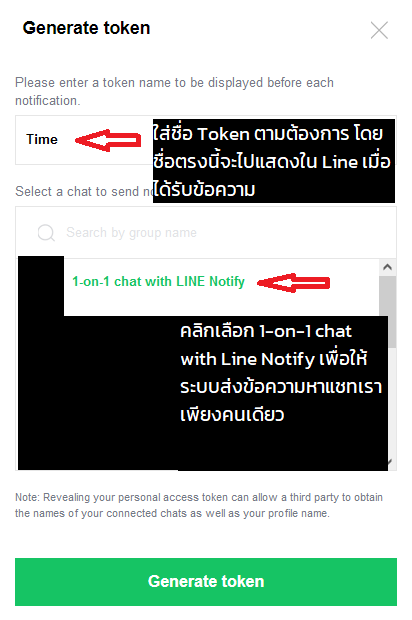 Generate token
Please enter a token name to be displayed before each
notification.
Time
ใส่ชื่อ Token ตามต้องการ โดย
ชื่อตรงนี้จะไปแสดงใน Line เมื่อ
ได้รับข้อความ
Select a chat to send
Search by group name
1-on-1 chat with LINE Notify
คลิกเลือก 1-on-1 chat
with Line Notify เพื่อให้
ระบบส่งข้อความหาแชทเรา
เพียงคนเดียว
Note: Revealing your personal access token can allow a third party to obtain
the names of your connected chats as well as your profile name.
Generate token